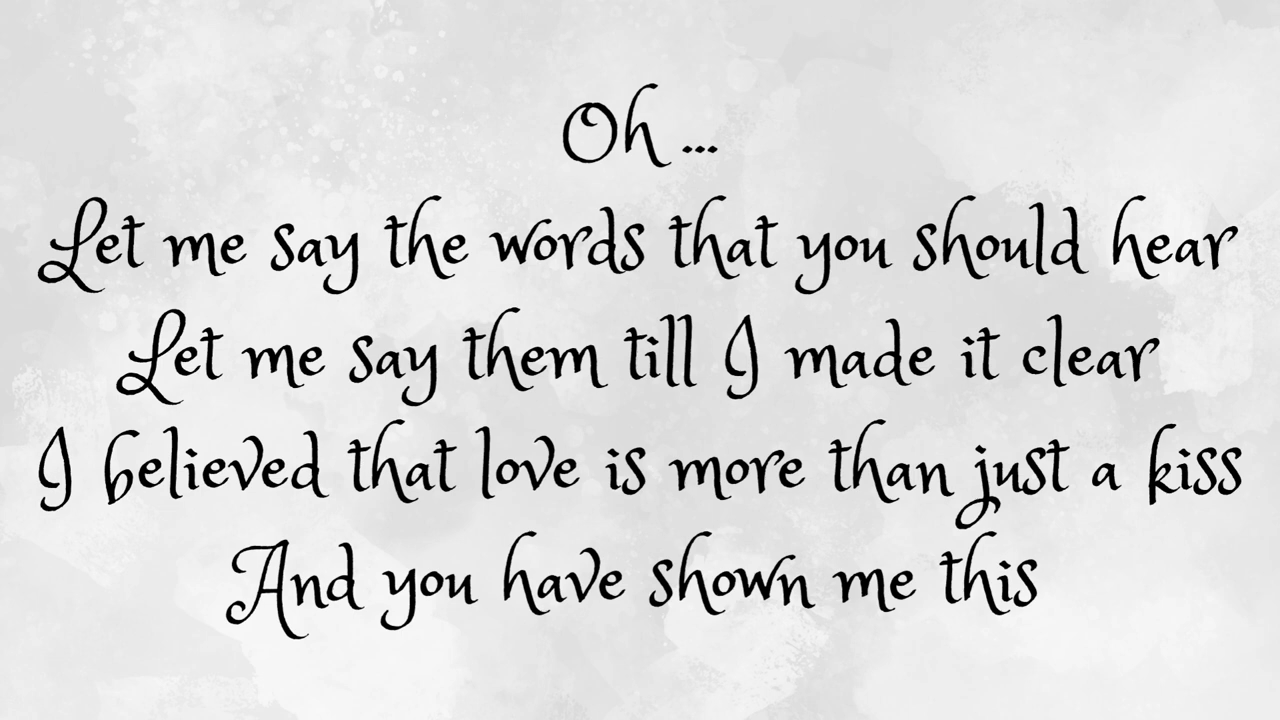 Oh ...
Let me say the words that you should hear
Let me say them till I made it clear
I believed that love is more than just a kiss
And you have shown me this